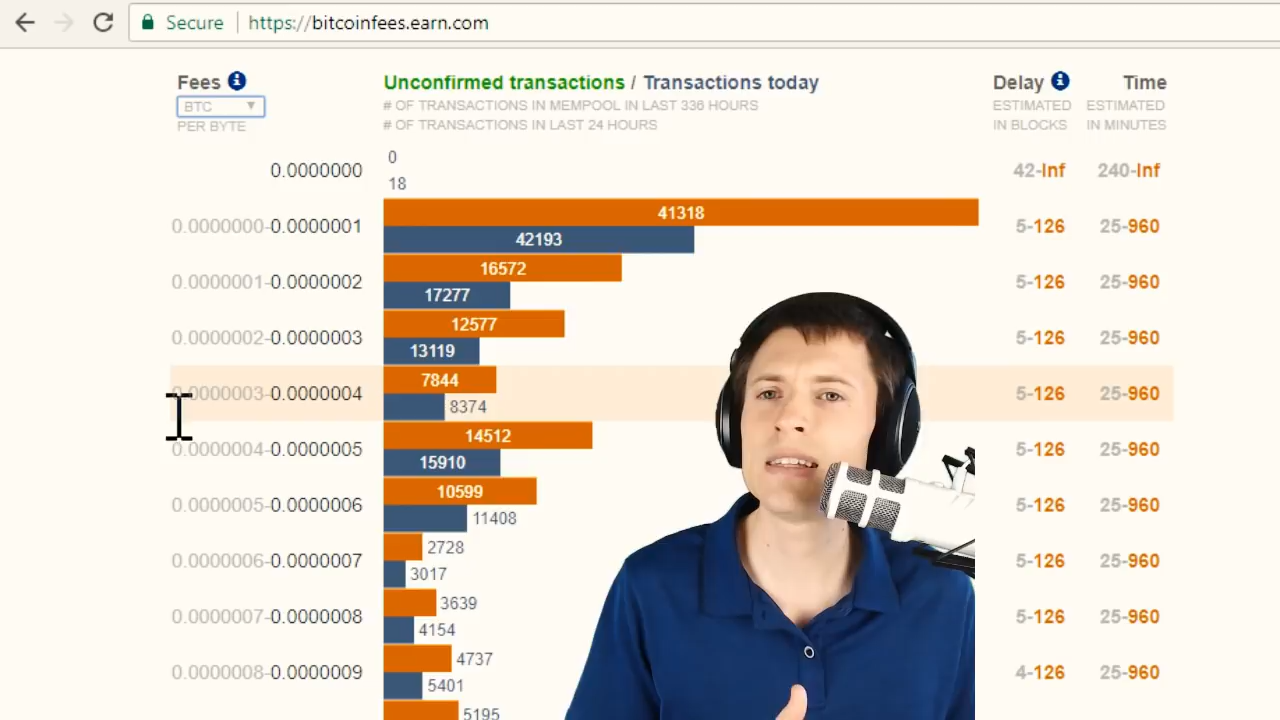 Secure https://bitcoinfees.earn.com
Fees Unconfirmed transactions / Transactions today Delay Time
BTC # OF TRANSACTIONS IN MEMPOOL IN LAST 336 HOURS ESTIMATED ESTIMATED
PER BYTE # OF TRANSACTIONS IN LAST 24 HOURS IN BLOCKS IN MINUTES
0
0.0000000 42-Inf 240-Inf
18
41318
0.0000000-0.0000001 5-126 25-960
42193
16572
0.0000001-0.0000002 5-126 25-960
17277
12577
0.0000002-0.0000003 5-126 25-960
13119
7844
0.0000003-0.0000004 5-126 25-960
8374
14512
0.0000004-0.0000005 5-126 25-960
15910
10599
0.0000005-0.0000006 5-126 25-960
11408
2728
0.0000006-0.0000007 5-126 25-960
3017
3639
0.0000007-0.0000008 5-126 25-960
4154
4737
0.0000008-0.0000009 4-126 25-960
5401
5195